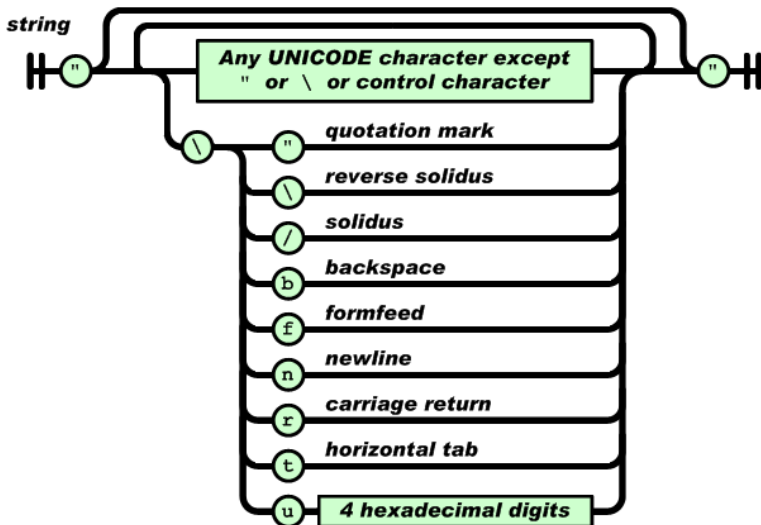 string
" Any UNICODE character except "
" or \ or control character
\ " quotation mark
\ reverse solidus
/ solidus
b backspace
f formfeed
n newline
r carriage return
t horizontal tab
u 4 hexadecimal digits